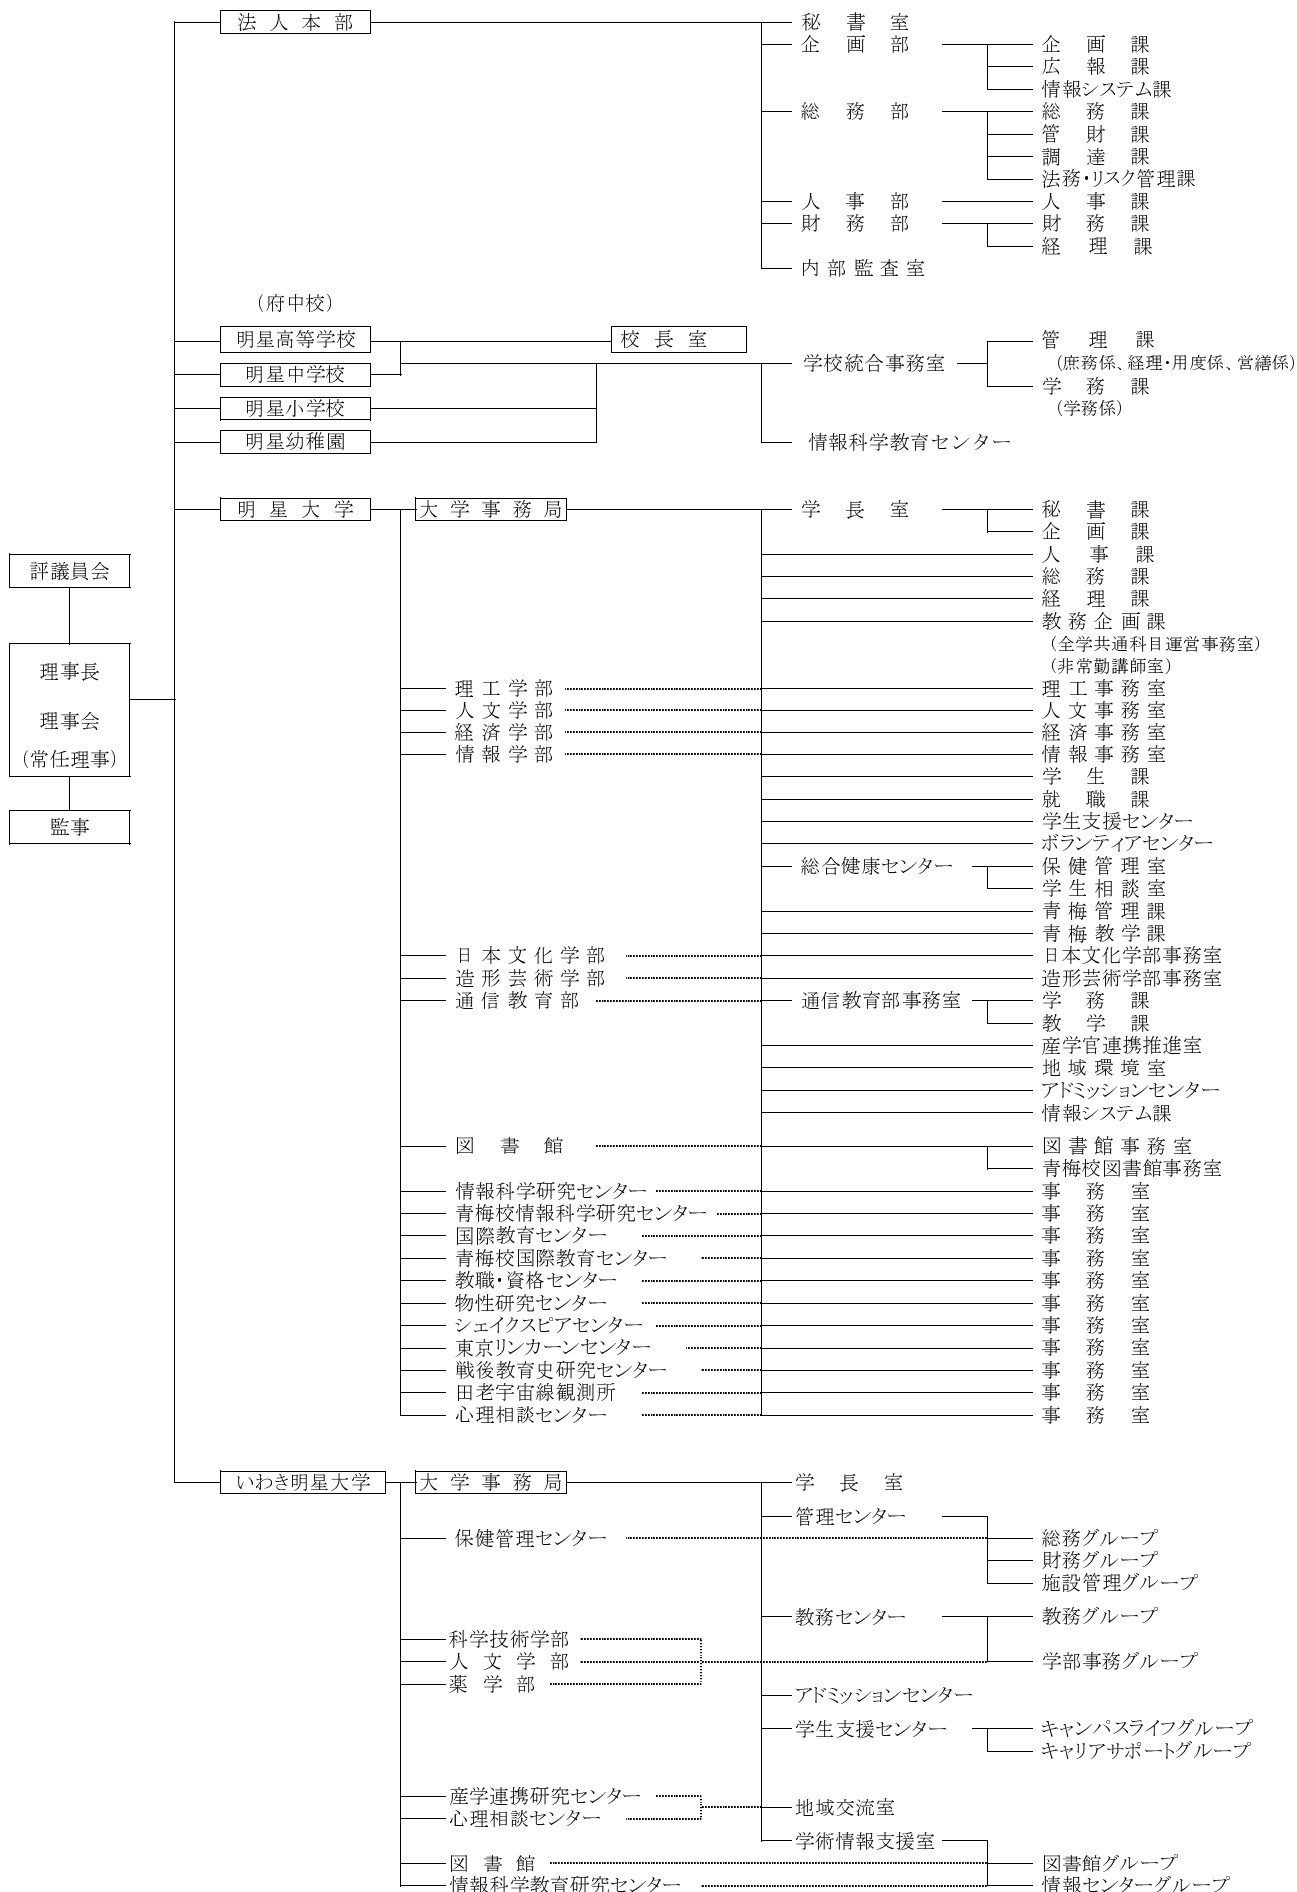 法人本部 秘書室
企画部 企画課
広報課
情報システム課
総務部 総務課
管財課
調達課
法務・リスク管理課
人事部 人事課
財務部 財務課
経理課
内部監査室
（府中校）
明星高等学校 校長室 管理課
学校統合事務室 （庶務係、経理・用度係、営繕係）
明星中学校 学務課
明星小学校 （学務係）
明星幼稚園 情報科学教育センター
明星大学 大学事務局 学長室 秘書課
企画課
人事課
評議員会
総務課
経理課
教務企画課
（全学共通科目運営事務室）
（非常勤講師室）
理事長
理工学部 理工事務室
人文学部 人文事務室
理事会
経済学部 経済事務室
情報学部 情報事務室
（常任理事）
学生課
就職課
学生支援センター
監事
ボランティアセンター
総合健康センター 保健管理室
学生相談室
青梅管理課
青梅教学課
日本文化学部 日本文化学部事務室
造形芸術学部 造形芸術学部事務室
通信教育部 通信教育部事務室 学務課
教学課
産学官連携推進室
地域環境室
アドミッションセンター
情報システム課
図書館 図書館事務室
青梅校図書館事務室
情報科学研究センター 事務室
青梅校情報科学研究センター 事務室
国際教育センター 事務室
青梅校国際教育センター 事務室
教職・資格センター 事務室
物性研究センター 事務室
シェイクスピアセンター 事務室
東京リンカーンセンター 事務室
戦後教育史研究センター 事務室
田老宇宙線観測所 事務室
心理相談センター 事務室
いわき明星大学 大学事務局 学長室
管理センター
保健管理センター 総務グループ
財務グループ
施設管理グループ
教務センター 教務グループ
科学技術学部
人文学部 学部事務グループ
薬学部
アドミッションセンター
学生支援センター キャンパスライフグループ
キャリアサポートグループ
産学連携研究センター
地域交流室
心理相談センター
学術情報支援室
図書館 図書館グループ
情報科学教育研究センター 情報センターグループ